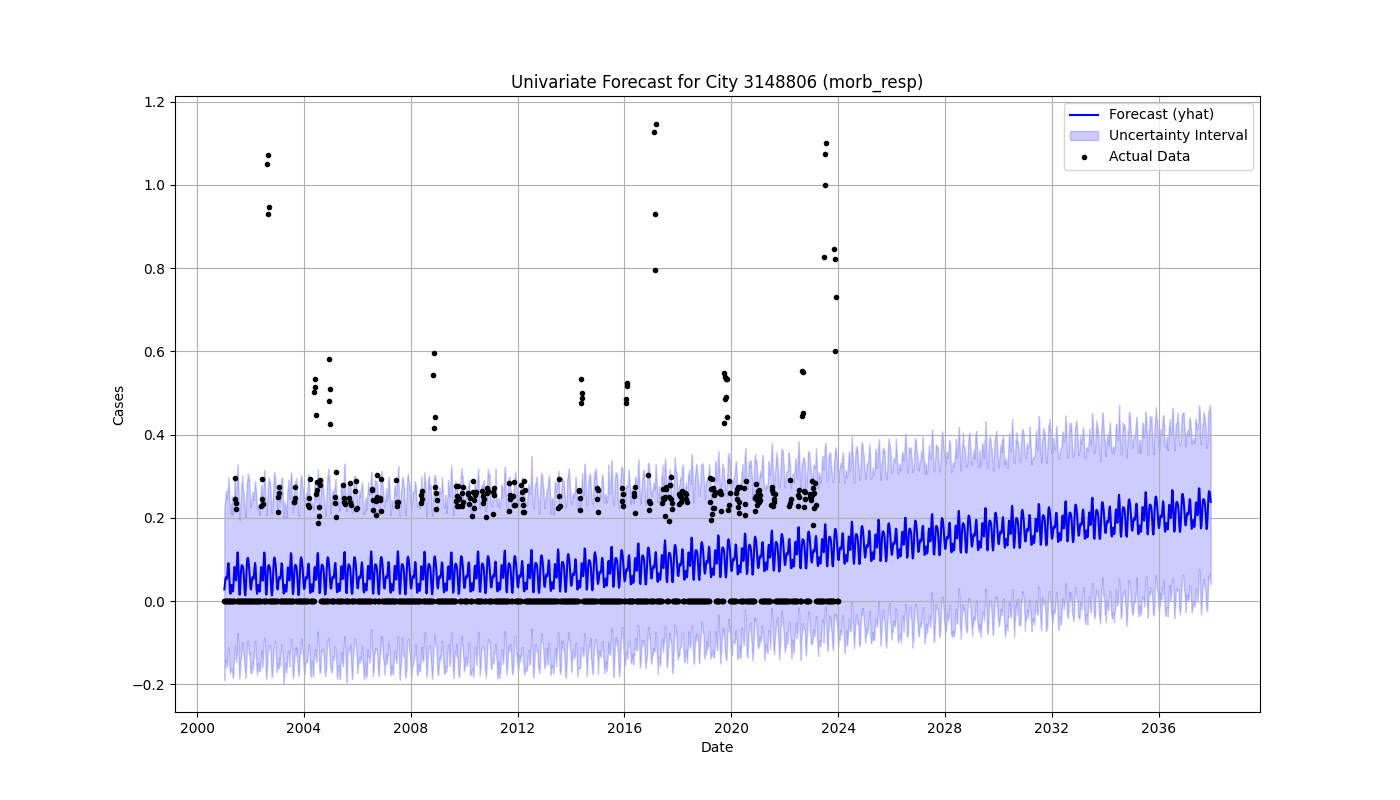 Univariate Forecast for City 3148806 (morb_resp)
Forecast (yhat)
Uncertainty Interval
Actual Data
1.2
1.0
0.8
0.6
0.4
0.2
0.0
−0.2
Cases
2000 2004 2008 2012 2016 2020 2024 2028 2032 2036
Date